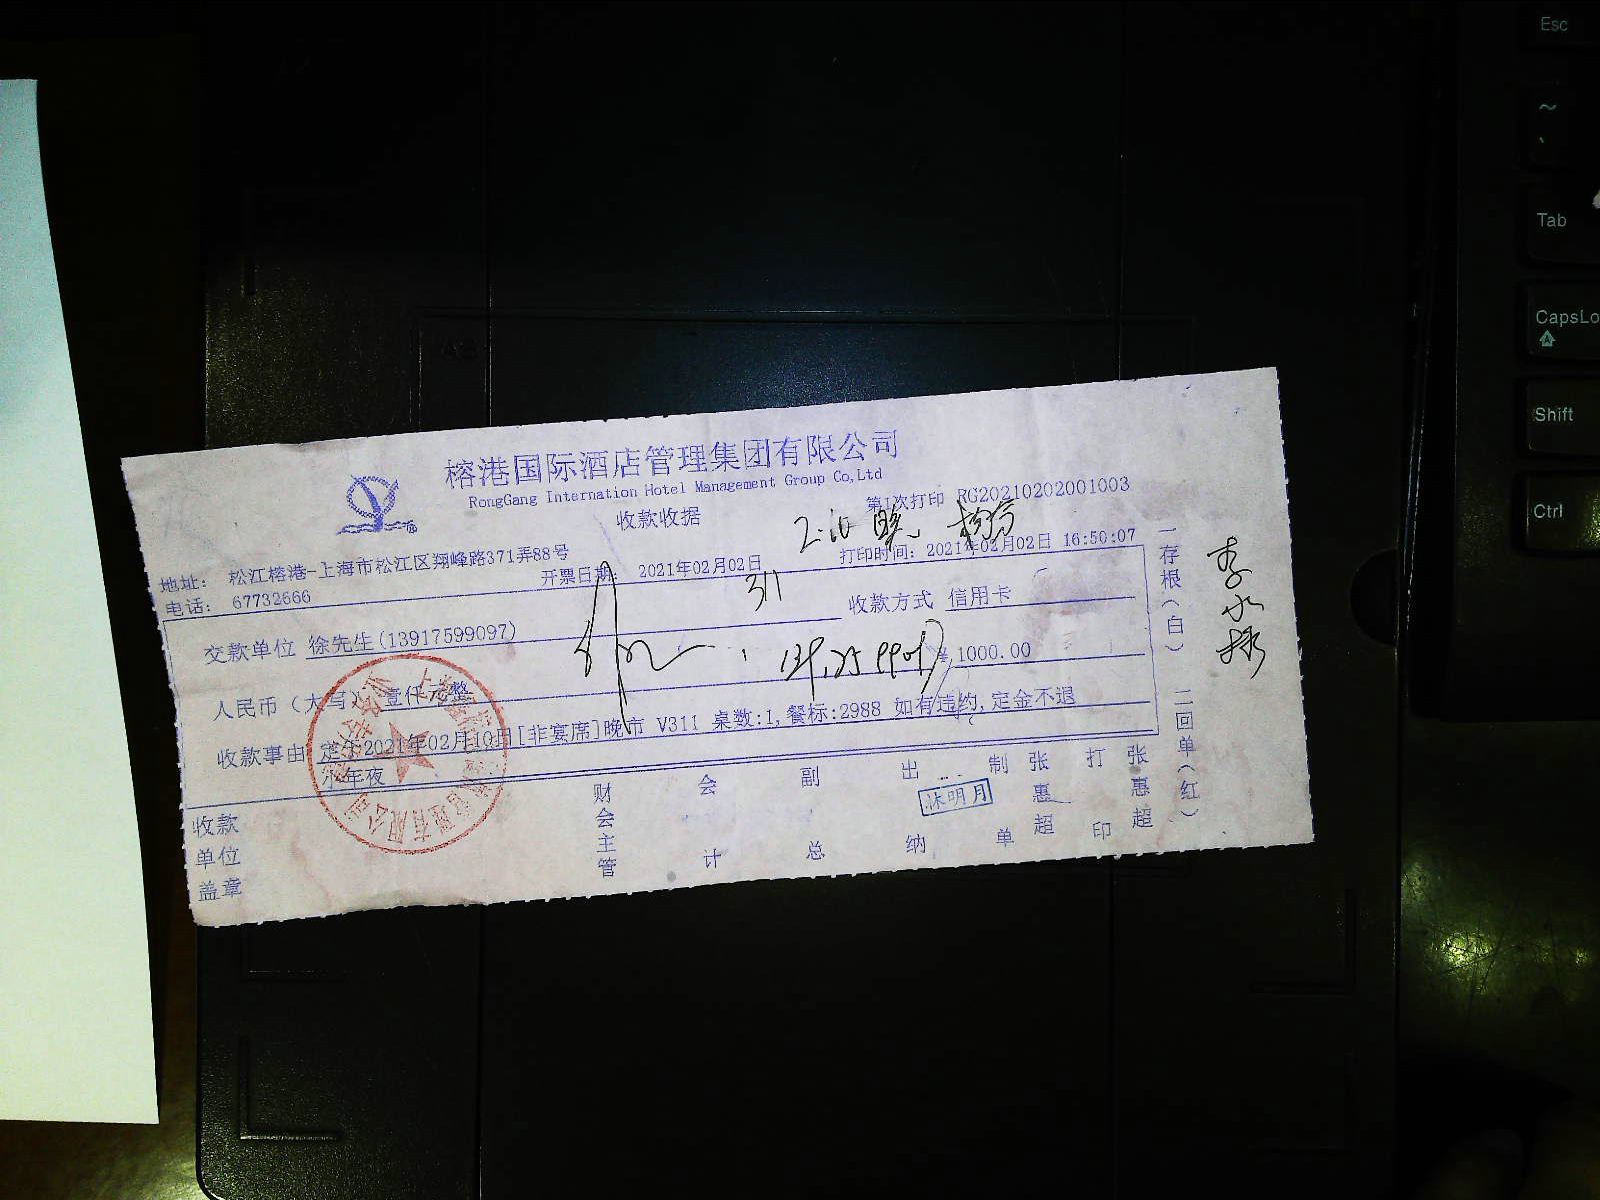 榕港国际酒店管理集团有限公司
RongGang Internation Hotel Management Group Co,Ltd
收款收据
第1次打印 RG20210202001003
2-10 晚
地址: 松江榕港-上海市松江区翔峰路371弄88号
电话: 67732666
开票日期: 2021年02月02日
打印时间: 2021年02月02日 16:50:07
311
交款单位 徐先生(13917599097)
收款方式 信用卡
人民币(大写) 壹仟元整
¥ 1000.00
收款事由 定于2021年02月10日[非宴席]晚市 V311 桌数:1,餐标:2988 如有违约,定金不退
小年夜
收款单位盖章
财会主管
会计
副总
出纳
林明月
制单
张惠超
打印
张惠超
一存根(白) 二回单(红)
Esc
~
`
Tab
CapsLo
Shift
Ctrl